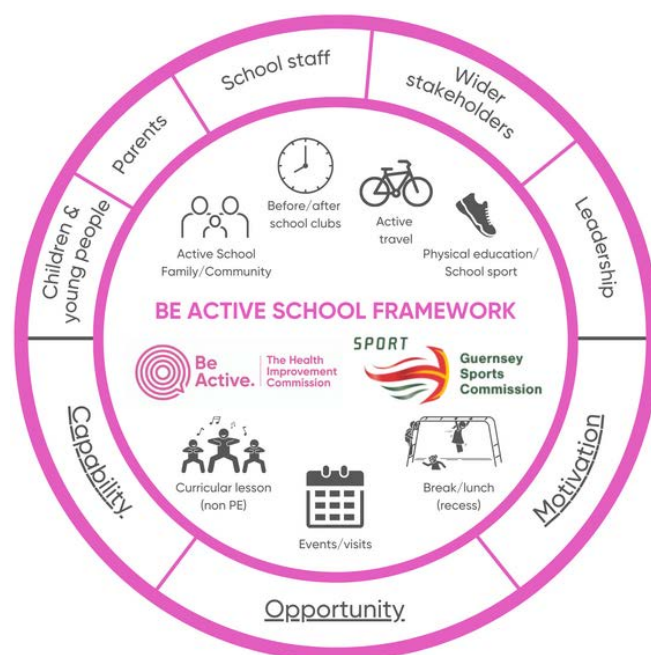 School staff
Wider
stakeholders
Parents
Leadership
Children &
young people
Before/after
school clubs
Active
travel
Active School
Family/Community
Physical education/
School sport
BE ACTIVE SCHOOL FRAMEWORK
Be
Active.
The Health
Improvement
Commission
SPORT
Guernsey
Sports
Commission
Curricular lesson
(non PE)
Events/visits
Break/lunch
(recess)
Capability.
Opportunity
Motivation